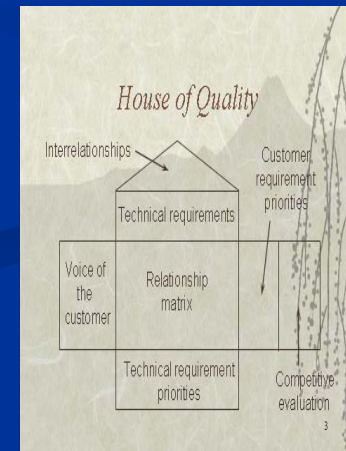 House of Quality
Interrelationships
Customer
requirement
priorities
Technical requirements
Voice of
the
customer
Relationship
matrix
Technical requirement
priorities
Competitive
evaluation
3